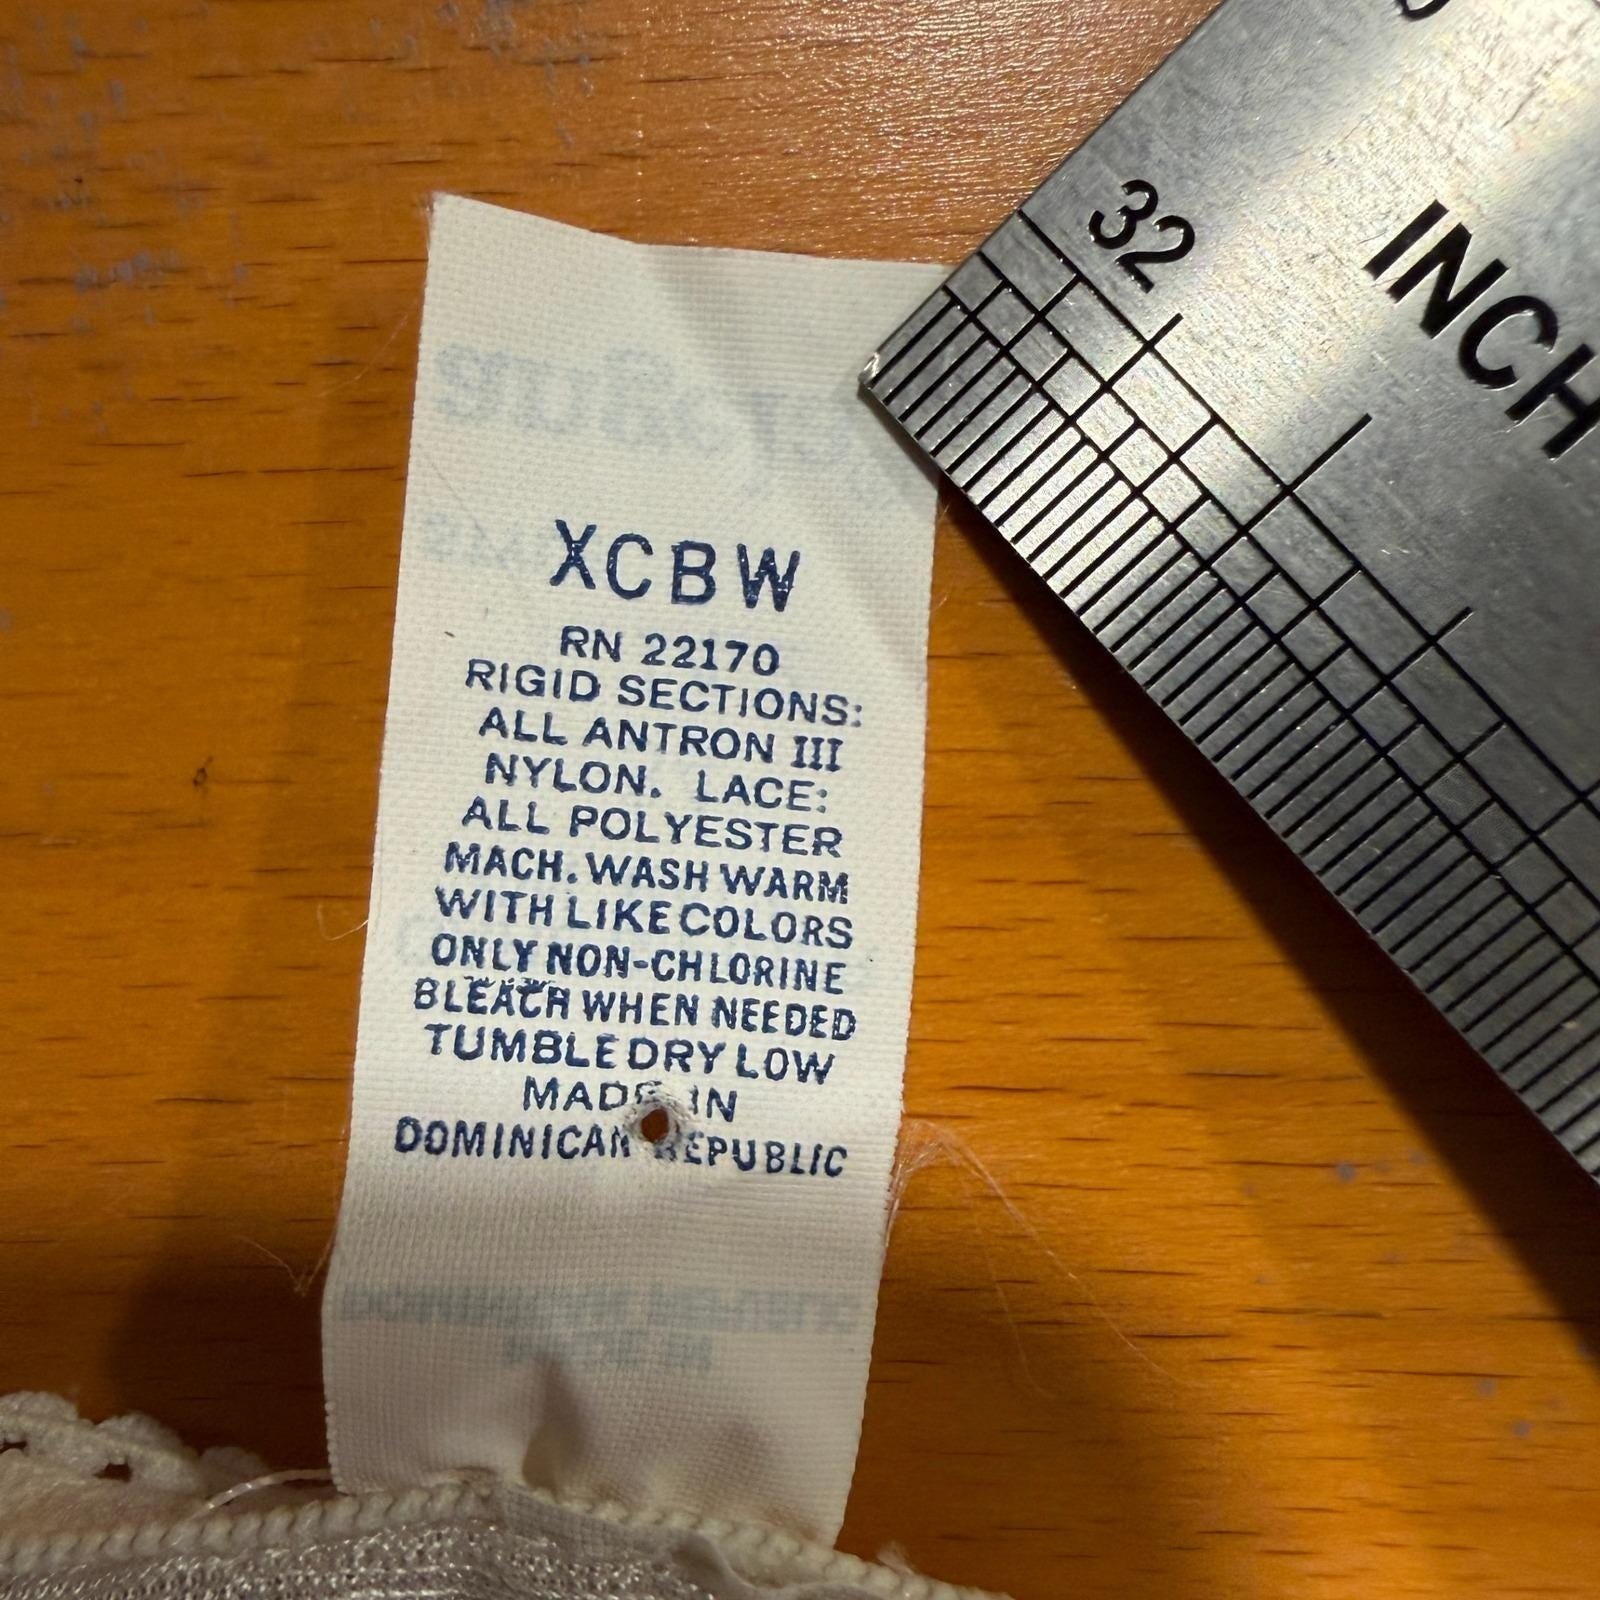 32
INCH
XCBW
RN 22170
RIGID SECTIONS:
ALL ANTRON III
NYLON. LACE:
ALL POLYESTER
MACH. WASH WARM
WITH LIKE COLORS
ONLY NON-CHLORINE
BLEACH WHEN NEEDED
TUMBLE DRY LOW
MADE IN
DOMINICAN REPUBLIC